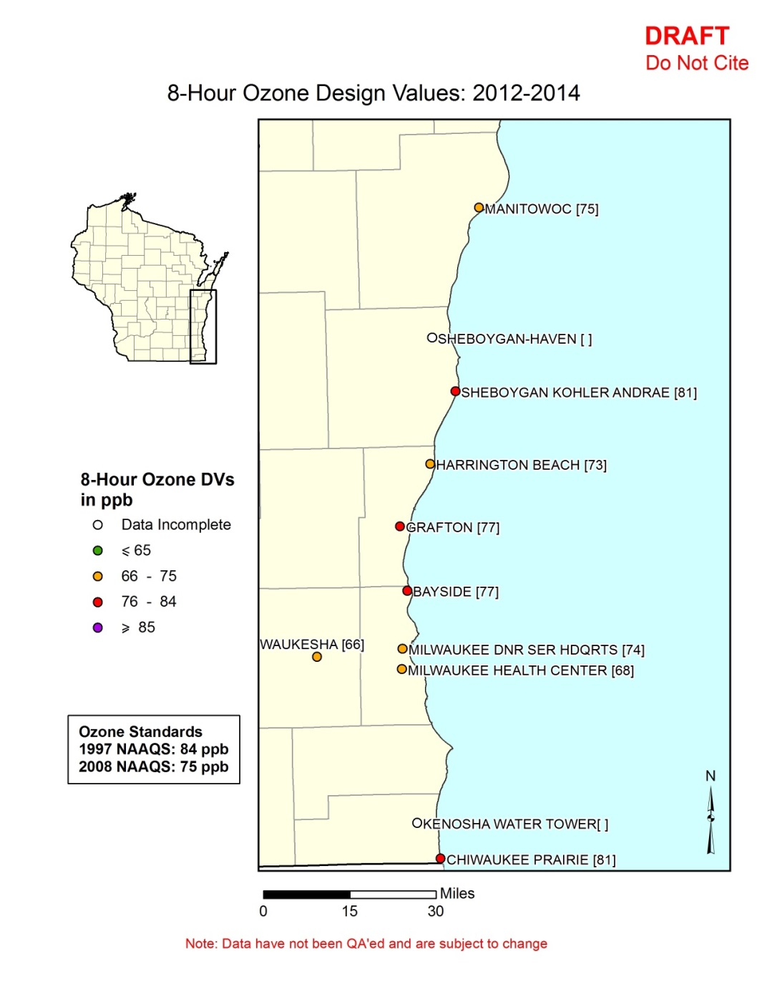 DRAFT
Do Not Cite
8-Hour Ozone Design Values: 2012-2014
MANITOWOC [75]
SHEBOYGAN-HAVEN [ ]
SHEBOYGAN KOHLER ANDRAE [81]
HARRINGTON BEACH [73]
GRAFTON [77]
BAYSIDE [77]
WAUKESHA [66]
MILWAUKEE DNR SER HDQRTS [74]
MILWAUKEE HEALTH CENTER [68]
KENOSHA WATER TOWER[ ]
CHIWAUKEE PRAIRIE [81]
8-Hour Ozone DVs
in ppb
Data Incomplete
⩽ 65
66 - 75
76 - 84
⩾ 85
Ozone Standards
1997 NAAQS: 84 ppb
2008 NAAQS: 75 ppb
N
Miles
0 15 30
Note: Data have not been QA'ed and are subject to change